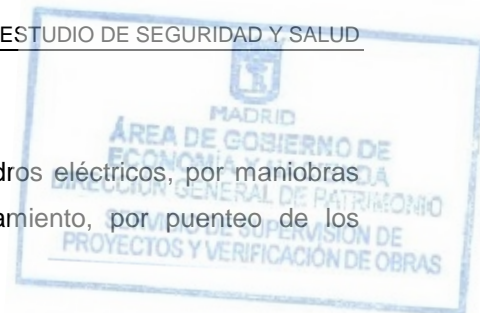 ESTUDIO DE SEGURIDAD Y SALUD
MADRID
ÁREA DE GOBIERNO DE
ECONOMÍA Y HACIENDA
dros eléctricos, por maniobras
DIRECCIÓN GENERAL DE PATRIMONIO
amiento, por puenteo de los
SERVICIO DE SUPERVISIÓN DE
PROYECTOS Y VERIFICACIÓN DE OBRAS